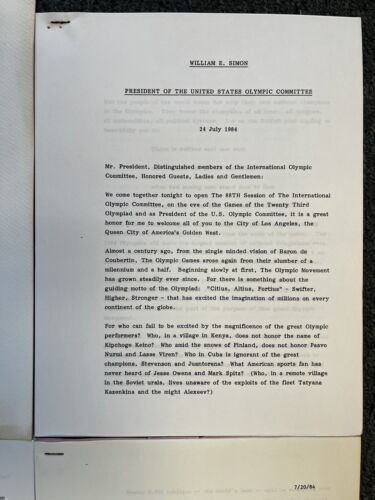 WILLIAM E. SIMON
PRESIDENT OF THE UNITED STATES OLYMPIC COMMITTEE
24 July 1984
Mr. President, Distinguished members of the International Olympic
Committee, Honored Guests, Ladies and Gentlemen:
We come together tonight to open The 88TH Session of The International
Olympic Committee, on the eve of the Games of the Twenty Third
Olympiad and as President of the U.S. Olympic Committee, it is a great
honor for me to welcome all of you to the City of Los Angeles, the
Queen City of America's Golden West.
Almost a century ago, from the single minded vision of Baron de
Coubertin, The Olympic Games arose again from their slumber of a
millennium and a half. Beginning slowly at first, The Olympic Movement
has grown steadily ever since. For there is something about the
guiding motto of the Olympiad: "Citius, Altius, Fortius" - Swifter,
Higher, Stronger - that has excited the imagination of millions on every
continent of the globe.
For who can fail to be excited by the magnificence of the great Olympic
performers? Who, in a village in Kenya, does not honor the name of
Kipchoge Keino? Who amid the snows of Finland, does not honor Paavo
Nurmi and Lasse Viren? Who in Cuba is ignorant of the great
champions, Stevenson and Juantorena? What American sports fan has
never heard of Jesse Owens and Mark Spitz? (Who, in a remote village
in the Soviet urals, lives unaware of the exploits of the fleet Tatyana
Kazenkins and the might Alexeev?)
7/20/84